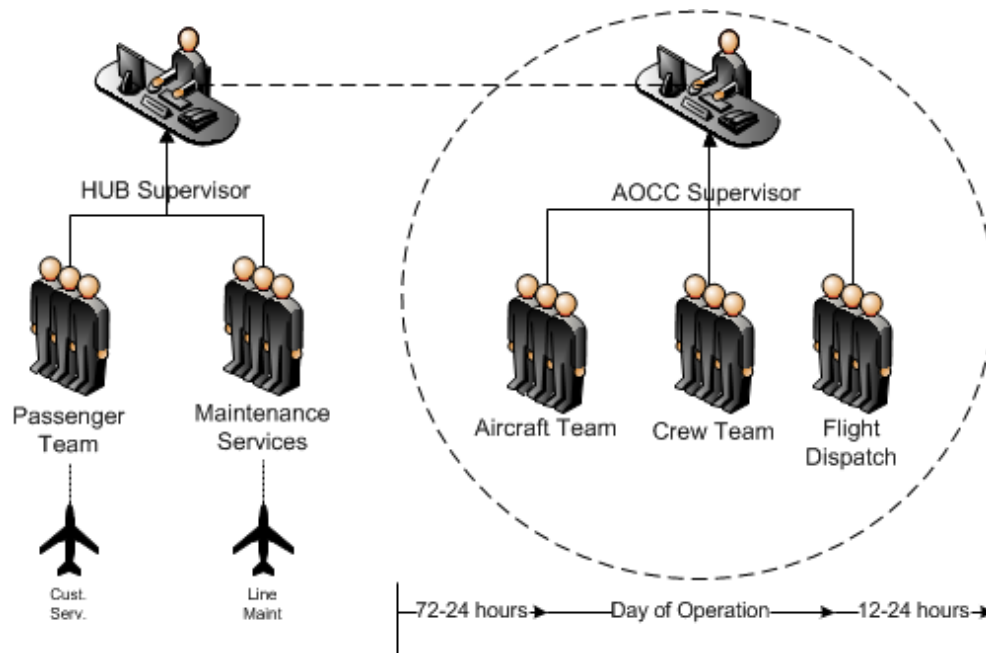 HUB Supervisor
AOCC Supervisor
Passenger
Team
Maintenance
Services
Aircraft Team
Crew Team
Flight
Dispatch
Cust.
Serv.
Line
Maint
72-24 hours
Day of Operation
12-24 hours